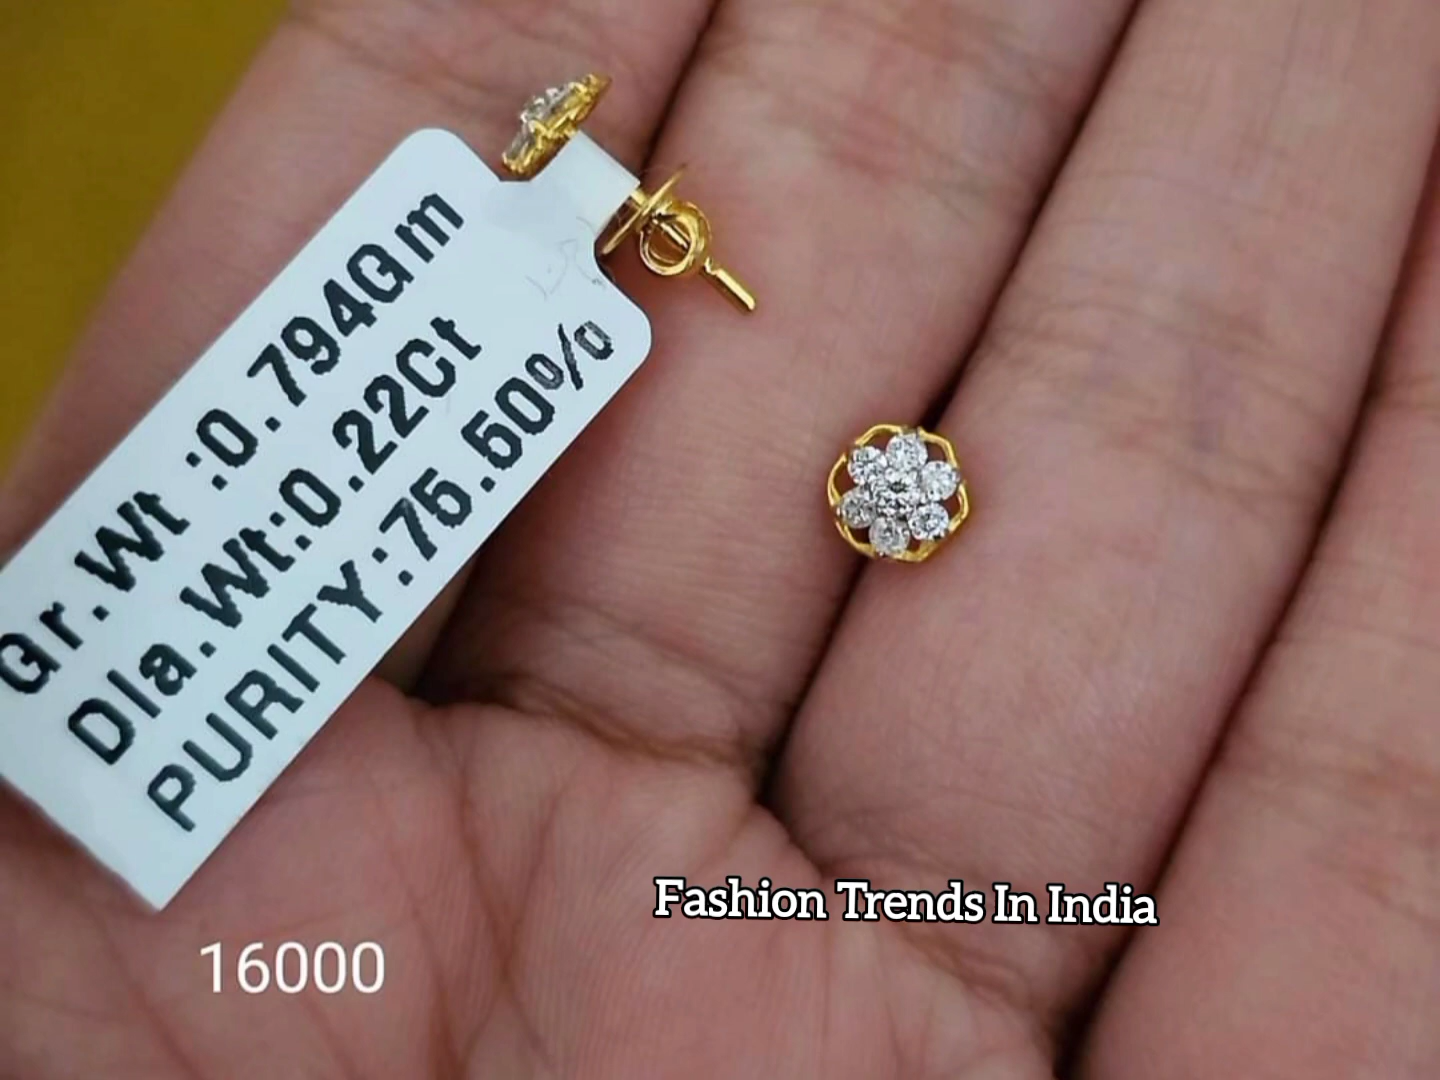 Gr.Wt :0.794Gm
Dia.Wt:0.22Ct
PURITY:75.50%
Fashion Trends In India
16000